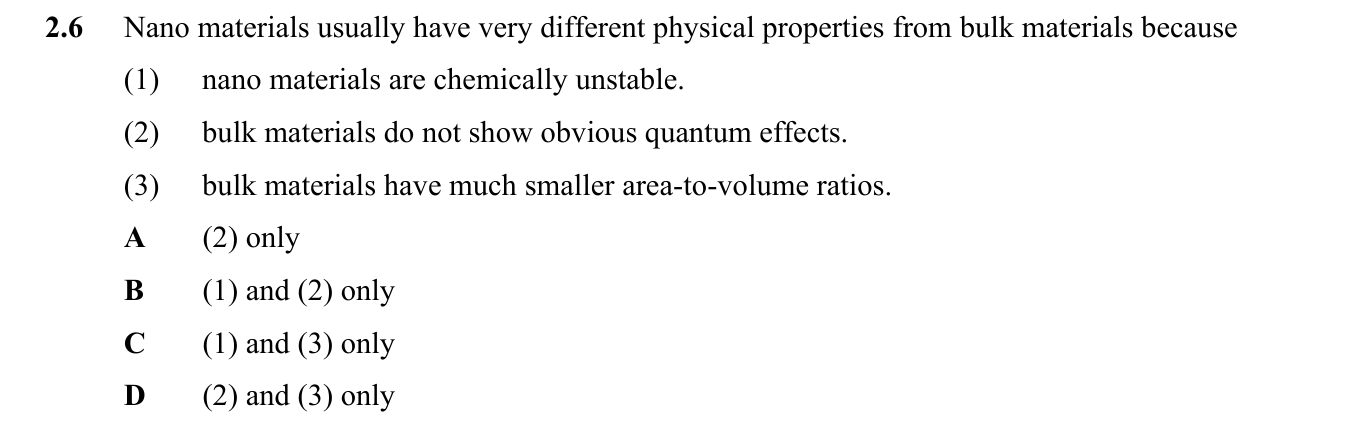 2.6 Nano materials usually have very different physical properties from bulk materials because
(1) nano materials are chemically unstable.
(2) bulk materials do not show obvious quantum effects.
(3) bulk materials have much smaller area-to-volume ratios.
A (2) only
B (1) and (2) only
C (1) and (3) only
D (2) and (3) only